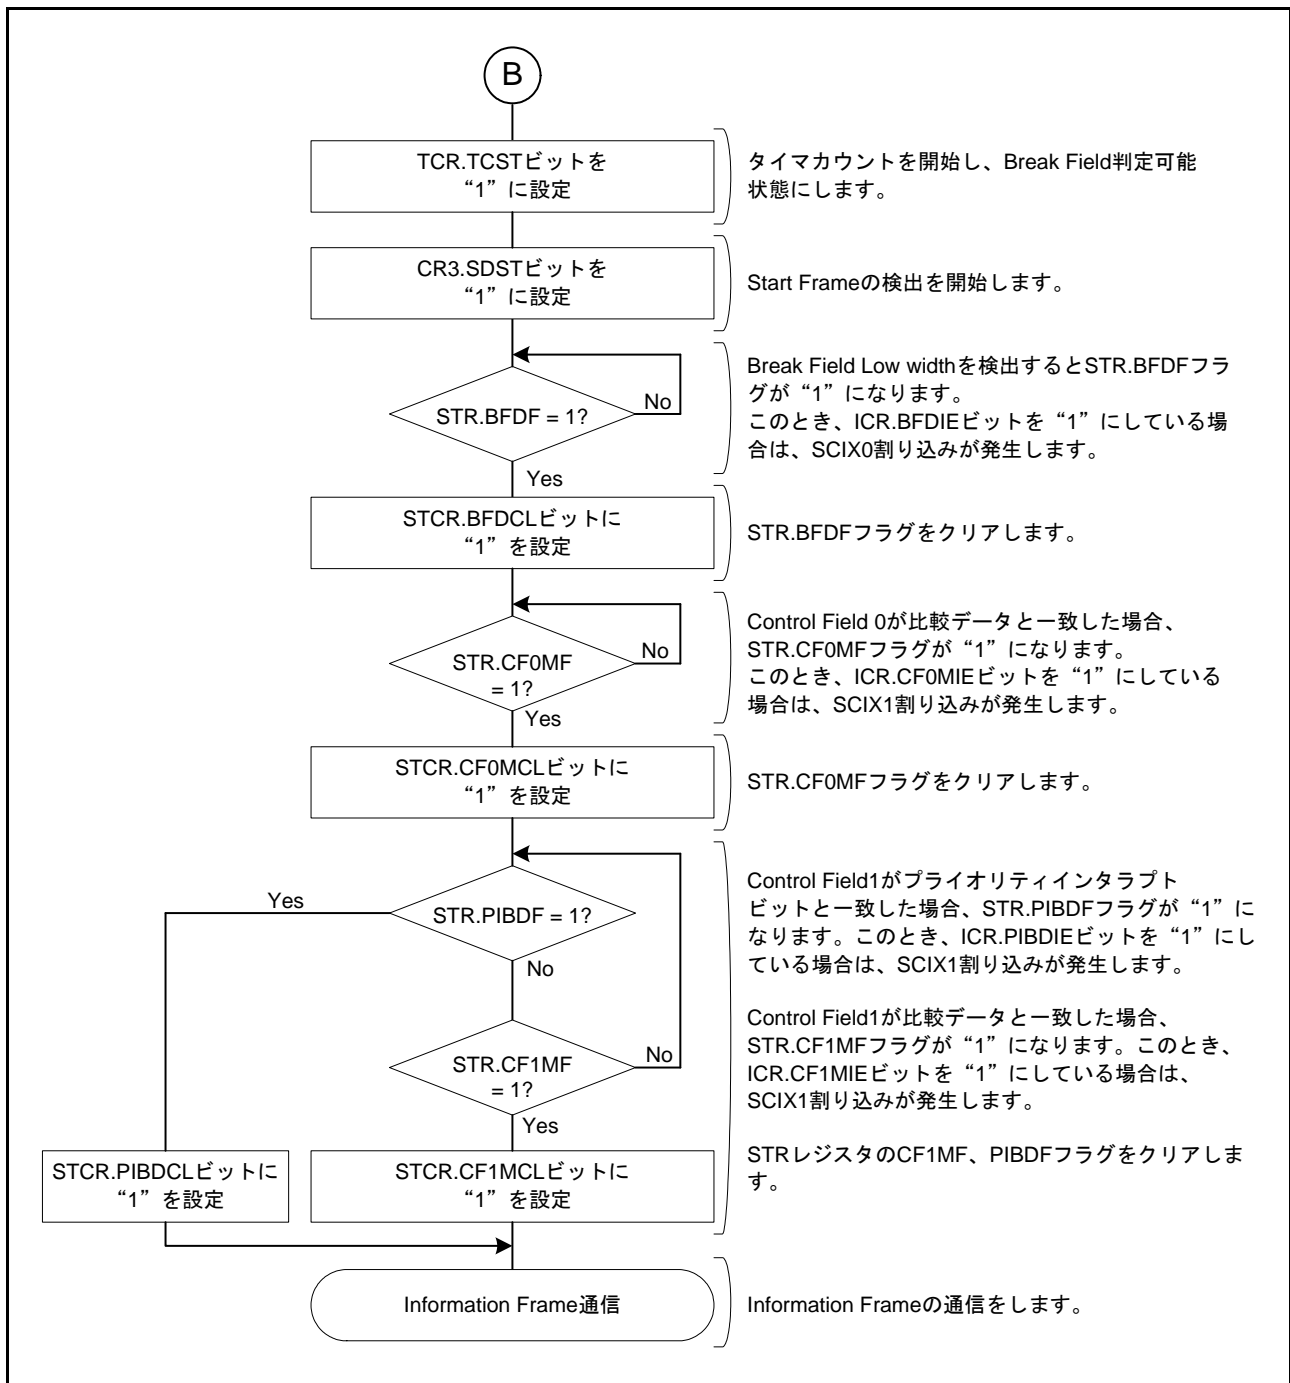 B
TCR.TCSTビットを
“1”に設定
タイマカウントを開始し、Break Field判定可能
状態にします。
CR3.SDSTビットを
“1”に設定
Start Frameの検出を開始します。
STR.BFDF = 1?
No
Yes
Break Field Low widthを検出するとSTR.BFDFフラ
グが“1”になります。
このとき、ICR.BFDIEビットを“1”にしている場
合は、SCIX0割り込みが発生します。
STCR.BFDCLビットに
“1”を設定
STR.BFDFフラグをクリアします。
STR.CF0MF
= 1?
No
Yes
Control Field 0が比較データと一致した場合、
STR.CF0MFフラグが“1”になります。
このとき、ICR.CF0MIEビットを“1”にしている
場合は、SCIX1割り込みが発生します。
STCR.CF0MCLビットに
“1”を設定
STR.CF0MFフラグをクリアします。
Yes
STR.PIBDF = 1?
No
Control Field1がプライオリティインタラプト
ビットと一致した場合、STR.PIBDFフラグが“1”に
なります。このとき、ICR.PIBDIEビットを“1”にし
ている場合は、SCIX1割り込みが発生します。
STR.CF1MF
= 1?
No
Yes
Control Field1が比較データと一致した場合、
STR.CF1MFフラグが“1”になります。このとき、
ICR.CF1MIEビットを“1”にしている場合は、
SCIX1割り込みが発生します。
STCR.PIBDCLビットに
“1”を設定
STCR.CF1MCLビットに
“1”を設定
STRレジスタのCF1MF、PIBDFフラグをクリアしま
す。
Information Frame通信
Information Frameの通信をします。